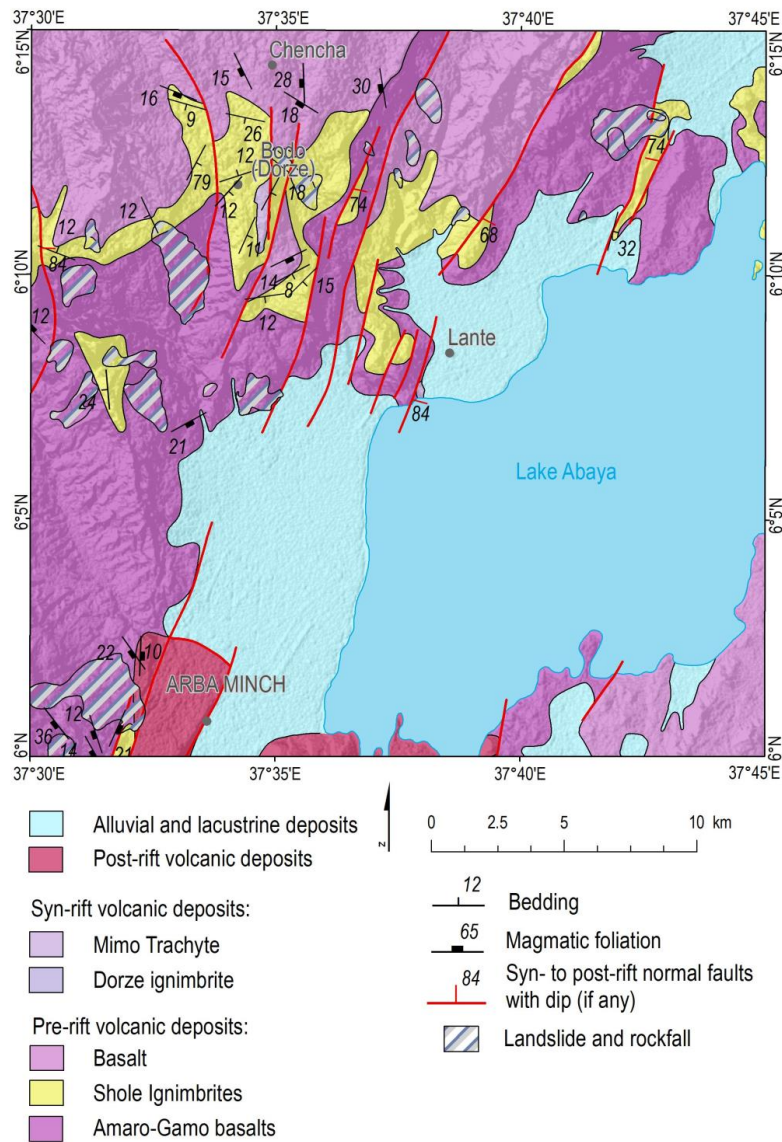 37°30'E 37°35'E 37°40'E 37°45'E
6°15'N 6°15'N
Chencha
15 28 30
16 18
9 26
Bodo
(Dorze)
12 74
79 18 74
12 12 12
11 68
84 32
6°10'N 6°10'N
14 8 15
12 12
Lante
24 84
21
Lake Abaya
6°5'N 6°5'N
22 10
ARBA MINCH
12
36
14 21
6°N 6°N
37°30'E 37°35'E 37°40'E 37°45'E
Alluvial and lacustrine deposits
Post-rift volcanic deposits
Syn-rift volcanic deposits:
Mimo Trachyte
Dorze ignimbrite
Pre-rift volcanic deposits:
Basalt
Shole Ignimbrites
Amaro-Gamo basalts
z
0 2.5 5 10 km
12
Bedding
65
Magmatic foliation
84
Syn- to post-rift normal faults
with dip (if any)
Landslide and rockfall